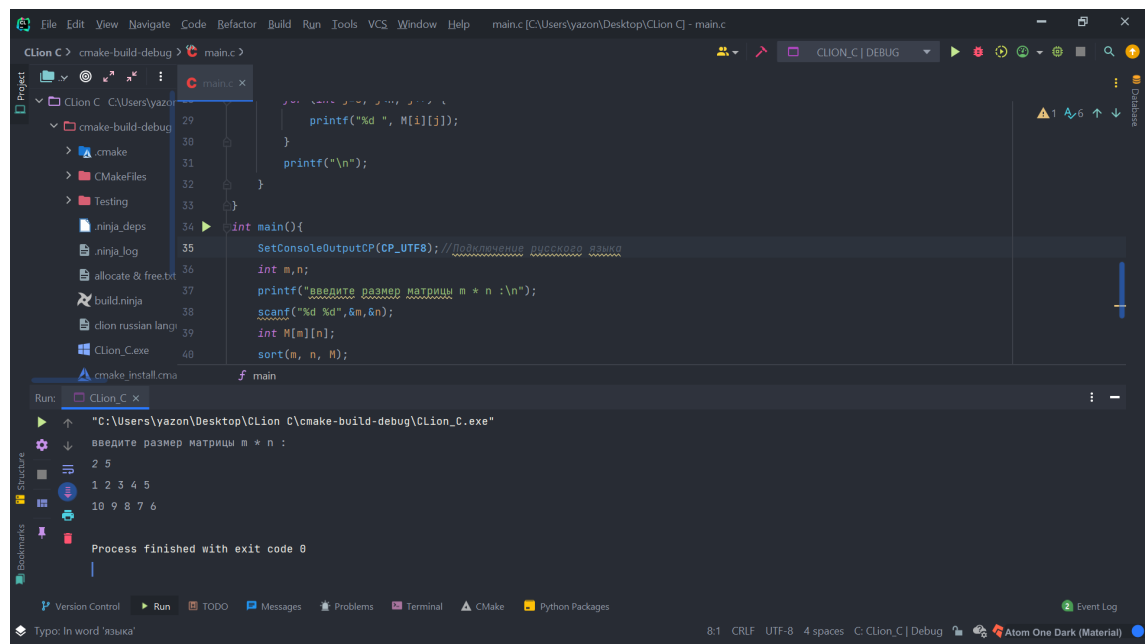 File Edit View Navigate Code Refactor Build Run Tools VCS Window Help main.c [C:\Users\yazon\Desktop\CLion C] - main.c
CLion C > cmake-build-debug > main.c >
CLION_C | DEBUG
Project
main.c ×
CLion C C:\Users\yazon
cmake-build-debug
.cmake
CMakeFiles
Testing
.ninja_deps
.ninja_log
allocate & free.txt
build.ninja
clion russian langu
CLion_C.exe
cmake_install.cma
29 printf("%d ", M[i][j]);
30 }
31 printf("\n");
32 }
33 }
34 int main(){
35 SetConsoleOutputCP(CP_UTF8);//Подключение русского языка
36 int m,n;
37 printf("введите размер матрицы m * n :\n");
38 scanf("%d %d",&m,&n);
39 int M[m][n];
40 sort(m, n, M);
f main
1 6
Database
Run: CLion_C ×
"C:\Users\yazon\Desktop\CLion C\cmake-build-debug\CLion_C.exe"
введите размер матрицы m * n :
2 5
1 2 3 4 5
10 9 8 7 6
Process finished with exit code 0
Structure
Bookmarks
Version Control Run TODO Messages Problems Terminal CMake Python Packages 2 Event Log
Typo: In word 'языка' 8:1 CRLF UTF-8 4 spaces C: CLion_C | Debug Atom One Dark (Material)